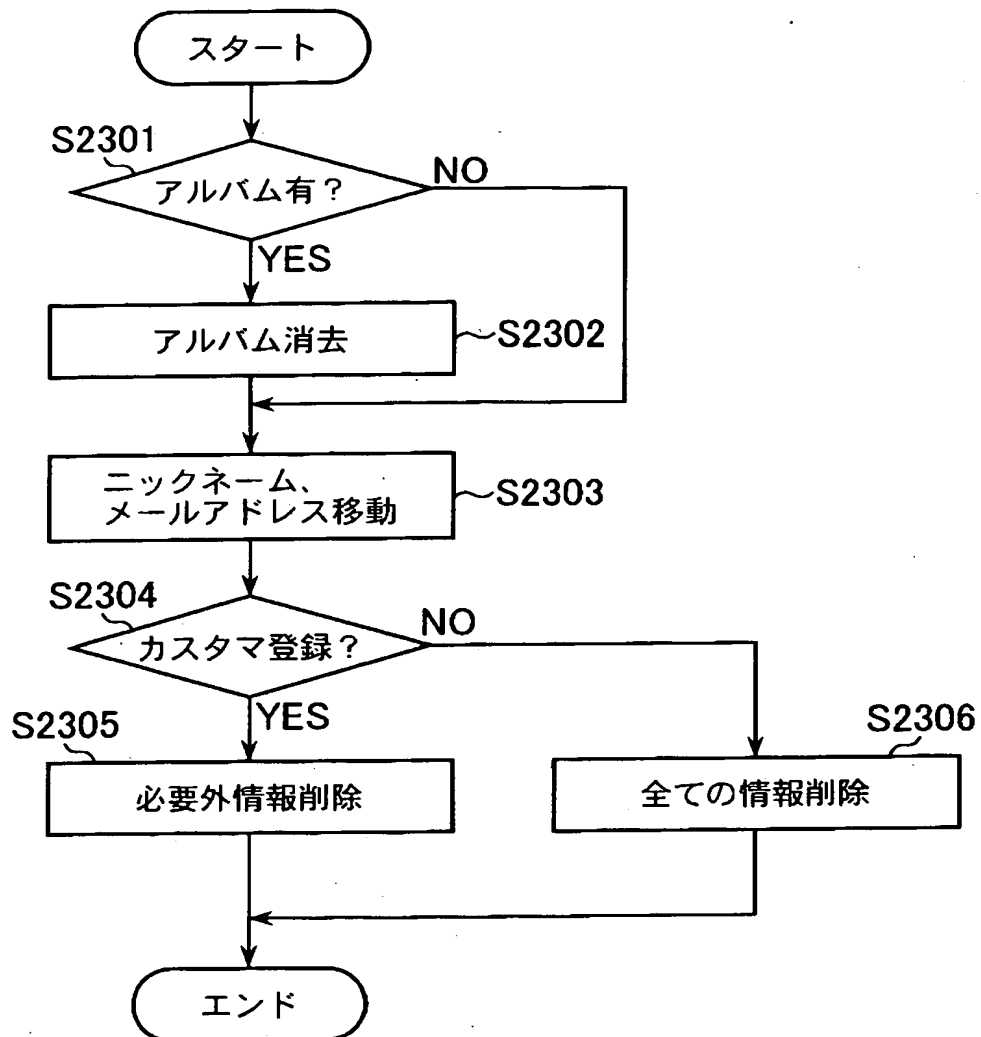 スタート
S2301
アルバム有？
NO
YES
アルバム消去
S2302
ニックネーム、
メールアドレス移動
S2303
S2304
カスタマ登録？
NO
YES
S2305
必要外情報削除
S2306
全ての情報削除
エンド